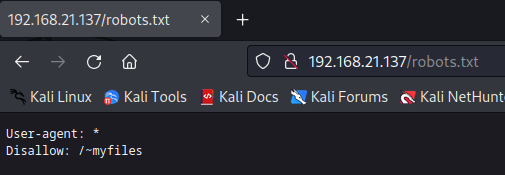 192.168.21.137/robots.txt
192.168.21.137/robots.txt
Kali Linux Kali Tools Kali Docs Kali Forums Kali NetHunt
User-agent: *
Disallow: /~myfiles